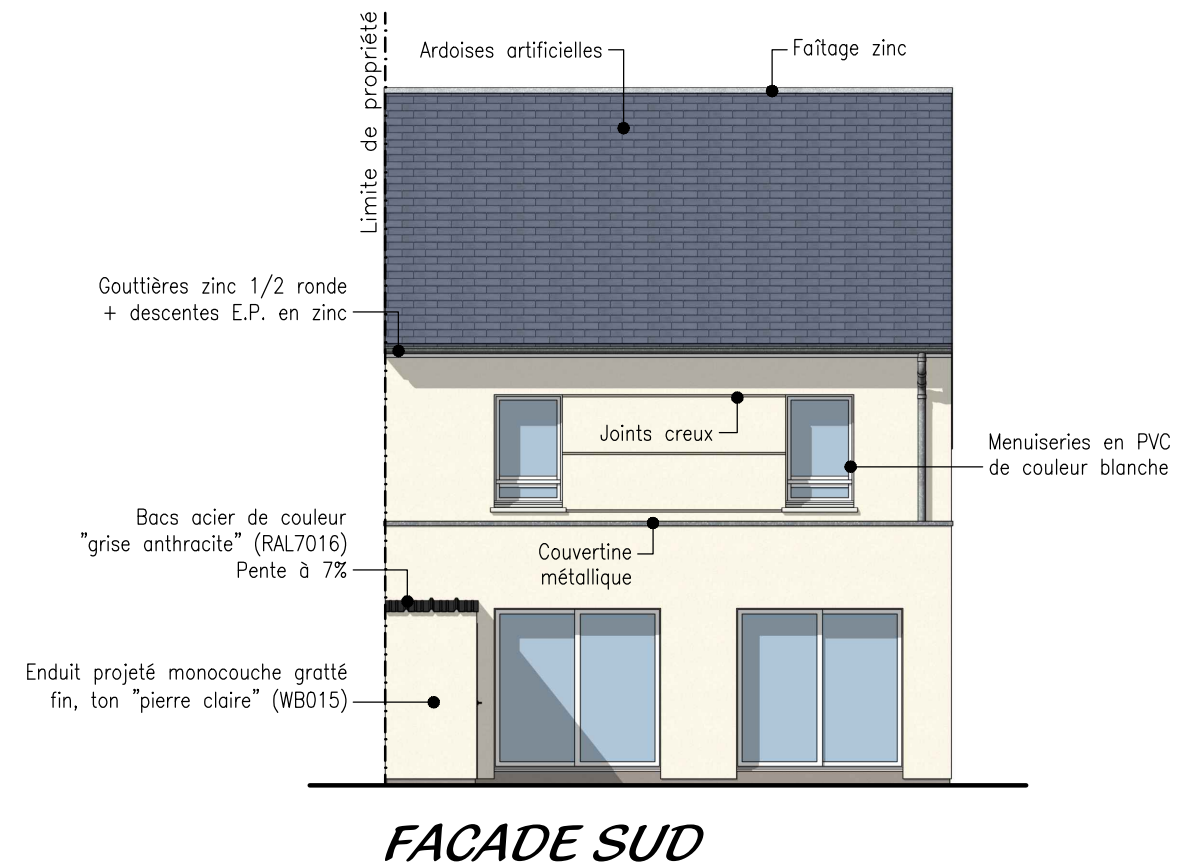 Limite de propriété
Ardoises artificielles
Faîtage zinc
Gouttières zinc 1/2 ronde
+ descentes E.P. en zinc
Joints creux
Menuiseries en PVC
de couleur blanche
Bacs acier de couleur
"grise anthracite" (RAL7016)
Pente à 7%
Couvertine
métallique
Enduit projeté monocouche gratté
fin, ton "pierre claire" (WB015)
FACADE SUD